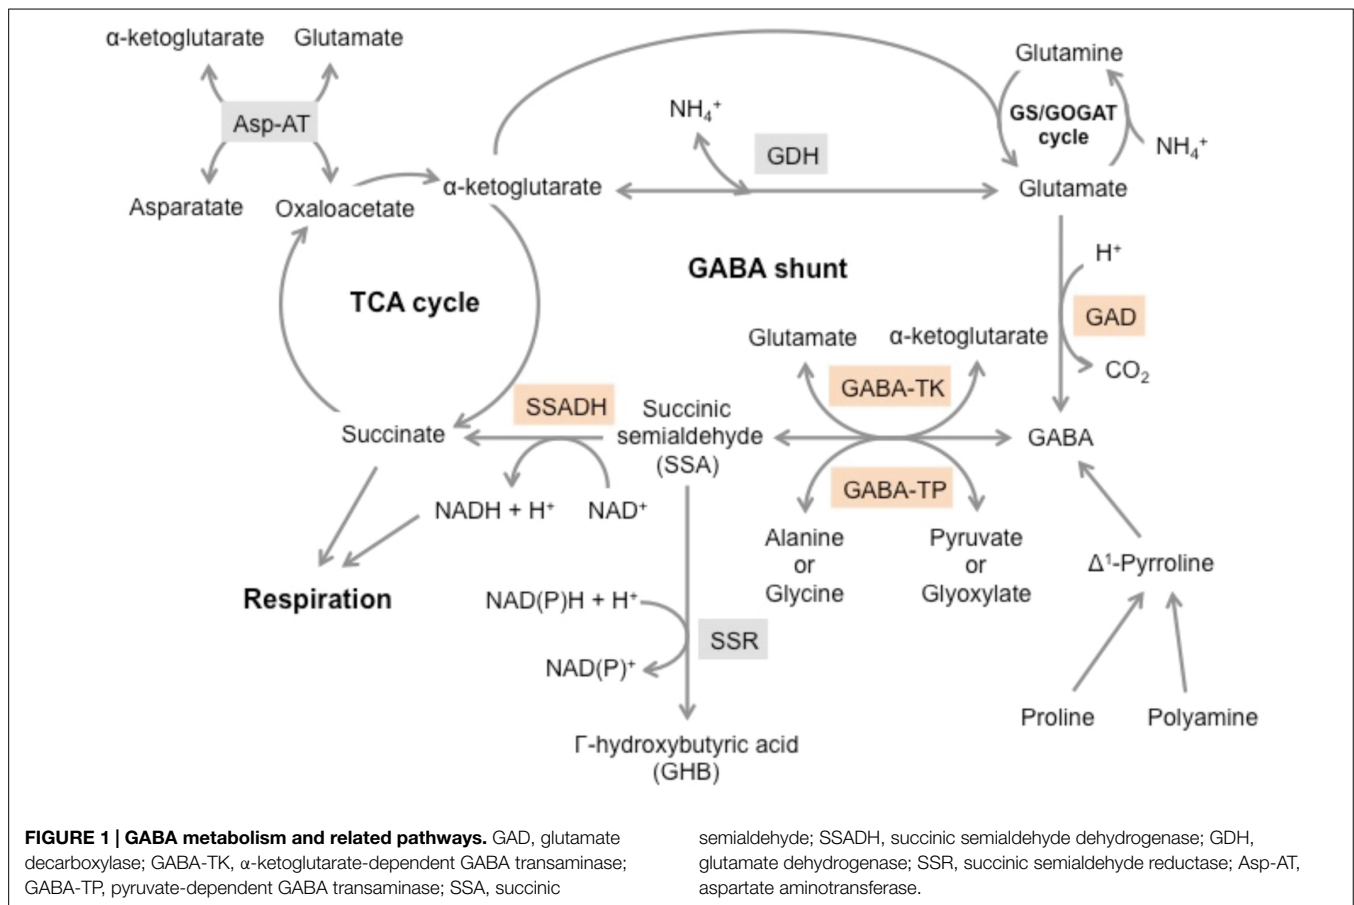 α-ketoglutarate
Glutamate
Glutamine
Asp-AT
NH₄⁺
GS/GOGAT
cycle
GDH
NH₄⁺
Asparatate
Oxaloacetate
α-ketoglutarate
Glutamate
H⁺
GABA shunt
TCA cycle
GAD
Glutamate
α-ketoglutarate
CO₂
GABA-TK
SSADH
Succinic
semialdehyde
(SSA)
Succinate
GABA
GABA-TP
NADH + H⁺
NAD⁺
Alanine
or
Glycine
Pyruvate
or
Glyoxylate
Δ¹-Pyrroline
Respiration
NAD(P)H + H⁺
SSR
NAD(P)⁺
Proline
Polyamine
Γ-hydroxybutyric acid
(GHB)
FIGURE 1 | GABA metabolism and related pathways. GAD, glutamate
decarboxylase; GABA-TK, α-ketoglutarate-dependent GABA transaminase;
GABA-TP, pyruvate-dependent GABA transaminase; SSA, succinic
semialdehyde; SSADH, succinic semialdehyde dehydrogenase; GDH,
glutamate dehydrogenase; SSR, succinic semialdehyde reductase; Asp-AT,
aspartate aminotransferase.